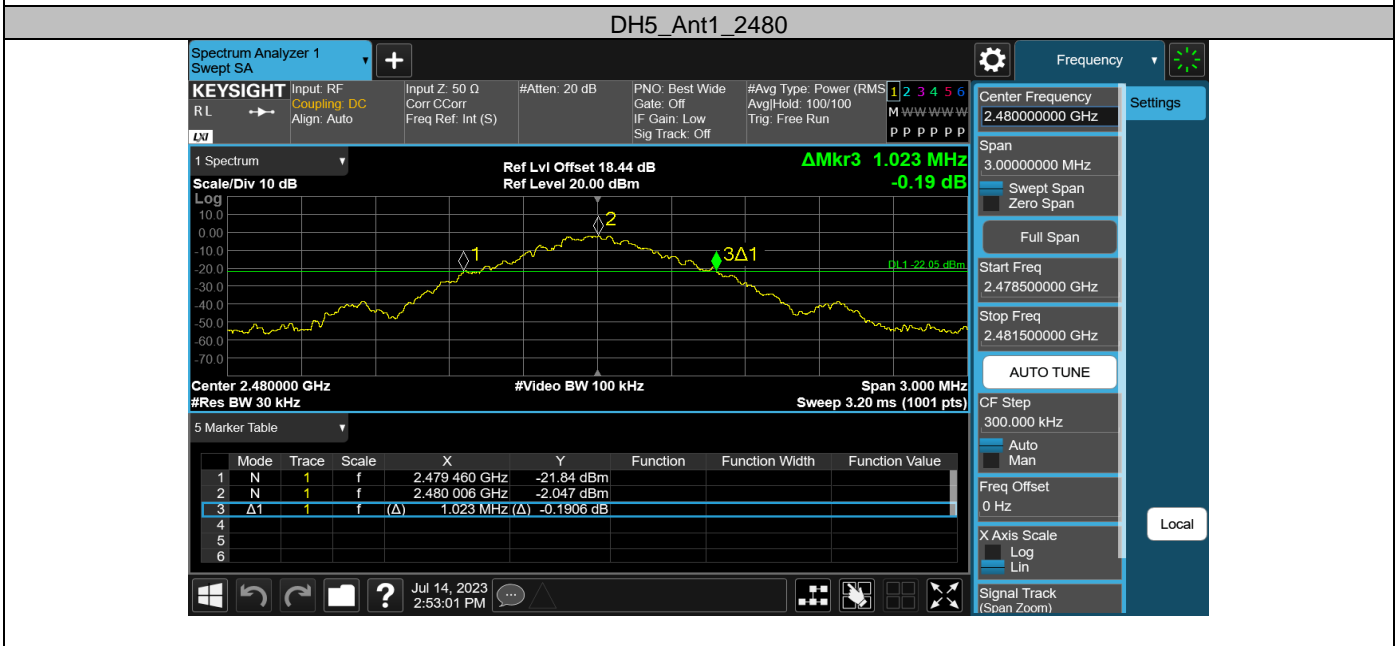 DH5_Ant1_2480
Spectrum Analyzer 1
Swept SA
+
Frequency
KEYSIGHT
RL
LXI
Input: RF
Coupling: DC
Align: Auto
Input Z: 50 Ω
Corr CCorr
Freq Ref: Int (S)
#Atten: 20 dB
PNO: Best Wide
Gate: Off
IF Gain: Low
Sig Track: Off
#Avg Type: Power (RMS
Avg|Hold: 100/100
Trig: Free Run
1 2 3 4 5 6
M W W W W W
P P P P P P
1 Spectrum
Scale/Div 10 dB
Ref Lvl Offset 18.44 dB
Ref Level 20.00 dBm
ΔMkr3 1.023 MHz
-0.19 dB
Log
10.0
0.00
-10.0
-20.0
-30.0
-40.0
-50.0
-60.0
-70.0
1
2
3Δ1
DL1 -22.05 dBm
Center 2.480000 GHz
#Video BW 100 kHz
Span 3.000 MHz
#Res BW 30 kHz
Sweep 3.20 ms (1001 pts)
5 Marker Table
Mode Trace Scale X Y Function Function Width Function Value
1 N 1 f 2.479 460 GHz -21.84 dBm
2 N 1 f 2.480 006 GHz -2.047 dBm
3 Δ1 1 f (Δ) 1.023 MHz (Δ) -0.1906 dB
4
5
6
?
Jul 14, 2023
2:53:01 PM
Center Frequency
2.480000000 GHz
Span
3.00000000 MHz
Swept Span
Zero Span
Full Span
Start Freq
2.478500000 GHz
Stop Freq
2.481500000 GHz
AUTO TUNE
CF Step
300.000 kHz
Auto
Man
Freq Offset
0 Hz
X Axis Scale
Log
Lin
Signal Track
(Span Zoom)
Settings
Local